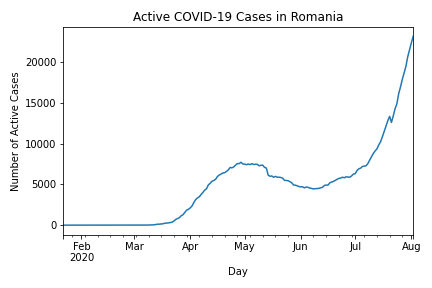 Active COVID-19 Cases in Romania
Number of Active Cases
20000
15000
10000
5000
0
Feb Mar Apr May Jun Jul Aug
2020
Day